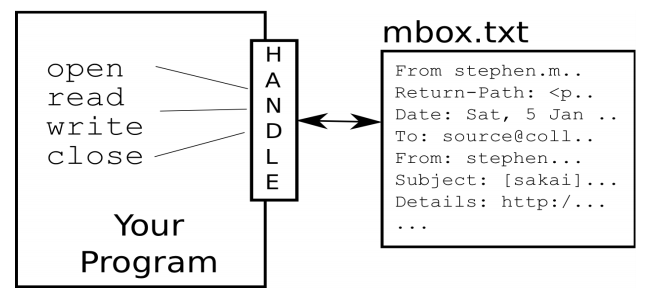 open
read
write
close
Your
Program
H
A
N
D
L
E
mbox.txt
From stephen.m..
Return-Path: <p..
Date: Sat, 5 Jan ..
To: source@coll..
From: stephen...
Subject: [sakai]...
Details: http:/...
...